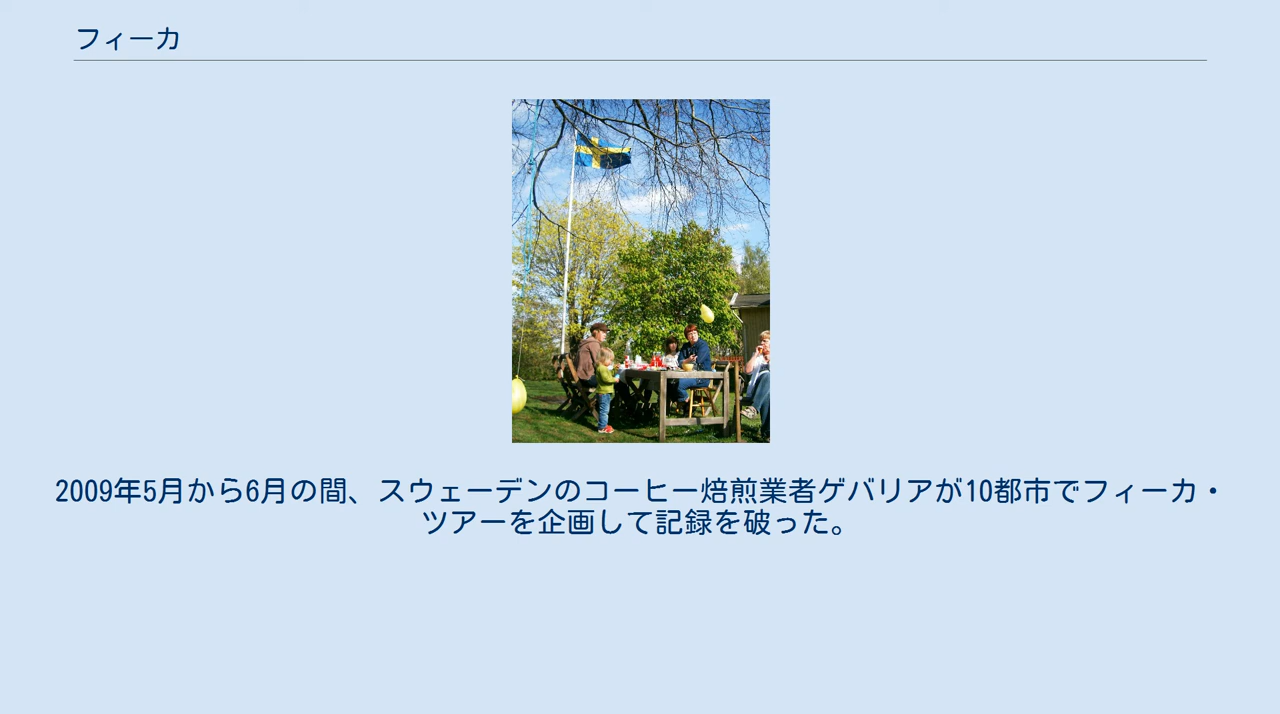 フィーカ
2009年5月から6月の間、スウェーデンのコーヒー焙煎業者ゲバリアが10都市でフィーカ・
ツアーを企画して記録を破った。